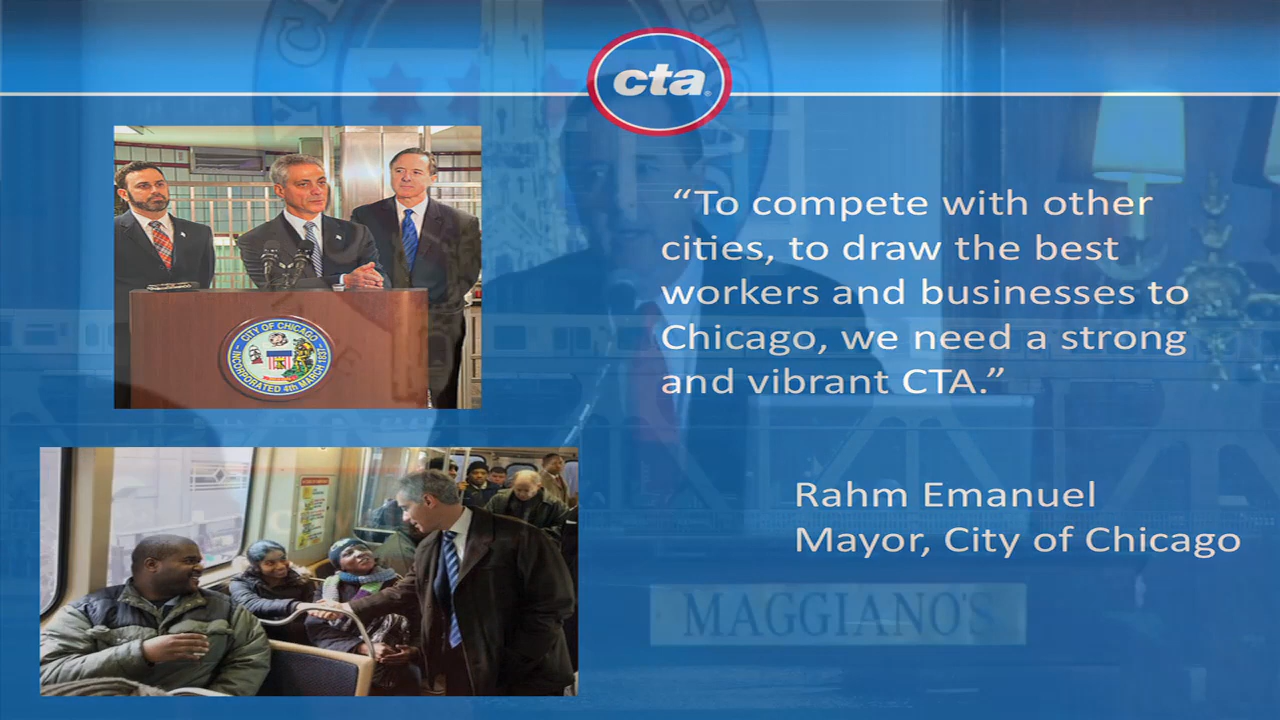 cta
“To compete with other
cities, to draw the best
workers and businesses to
Chicago, we need a strong
and vibrant CTA.”
Rahm Emanuel
Mayor, City of Chicago
MAGGIANO'S
CITY OF CHICAGO
INCORPORATED 4th MARCH 1837